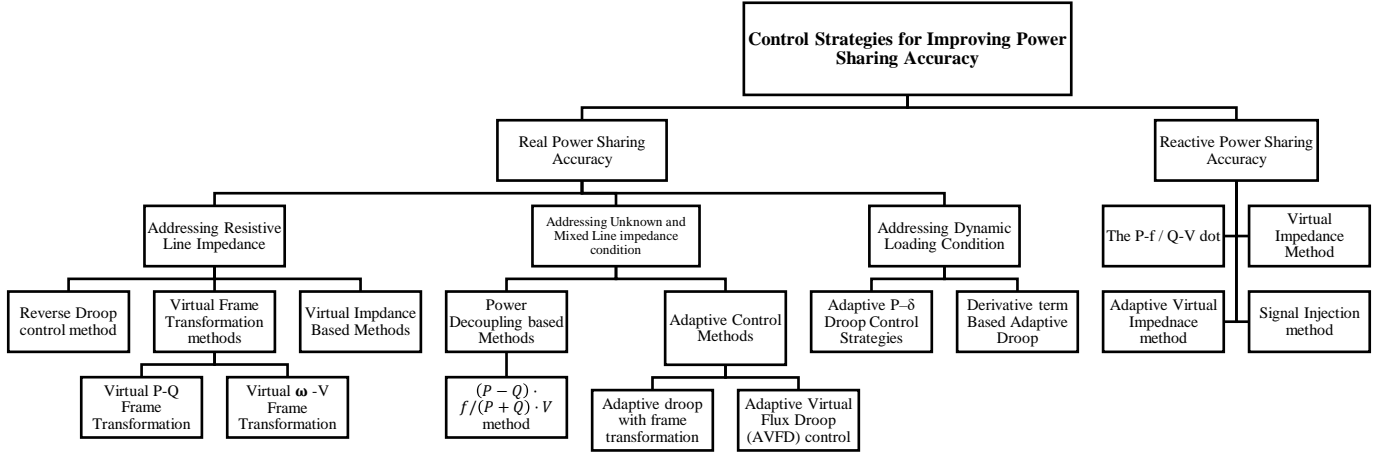 Control Strategies for Improving Power
Sharing Accuracy
Real Power Sharing
Accuracy
Reactive Power Sharing
Accuracy
Addressing Resistive
Line Impedance
Addressing Unknown and
Mixed Line impedance
condition
Addressing Dynamic
Loading Condition
The P-f / Q-V dot
Virtual
Impedance
Method
Reverse Droop
control method
Virtual Frame
Transformation
methods
Virtual Impdance
Based Methods
Power
Decoupling based
Methods
Adaptive Control
Methods
Adaptive P–δ
Droop Control
Strategies
Derivative term
Based Adaptive
Droop
Adaptive Virtual
Impednace
method
Signal Injection
method
Virtual P-Q
Frame
Transformation
Virtual ω -V
Frame
Transformation
(P − Q) ·
f/(P + Q) · V
method
Adaptive droop
with frame
transformation
Adaptive Virtual
Flux Droop
(AVFD) control